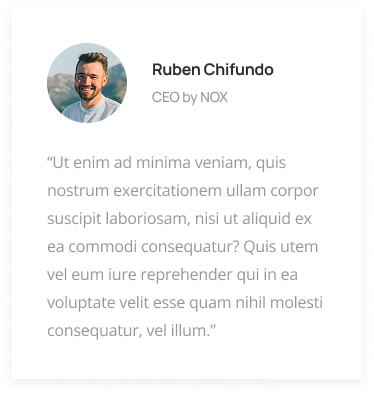 Ruben Chifundo
CEO by NOX
“Ut enim ad minima veniam, quis
nostrum exercitationem ullam corpor
suscipit laboriosam, nisi ut aliquid ex
ea commodi consequatur? Quis utem
vel eum iure reprehender qui in ea
voluptate velit esse quam nihil molesti
consequatur, vel illum.”